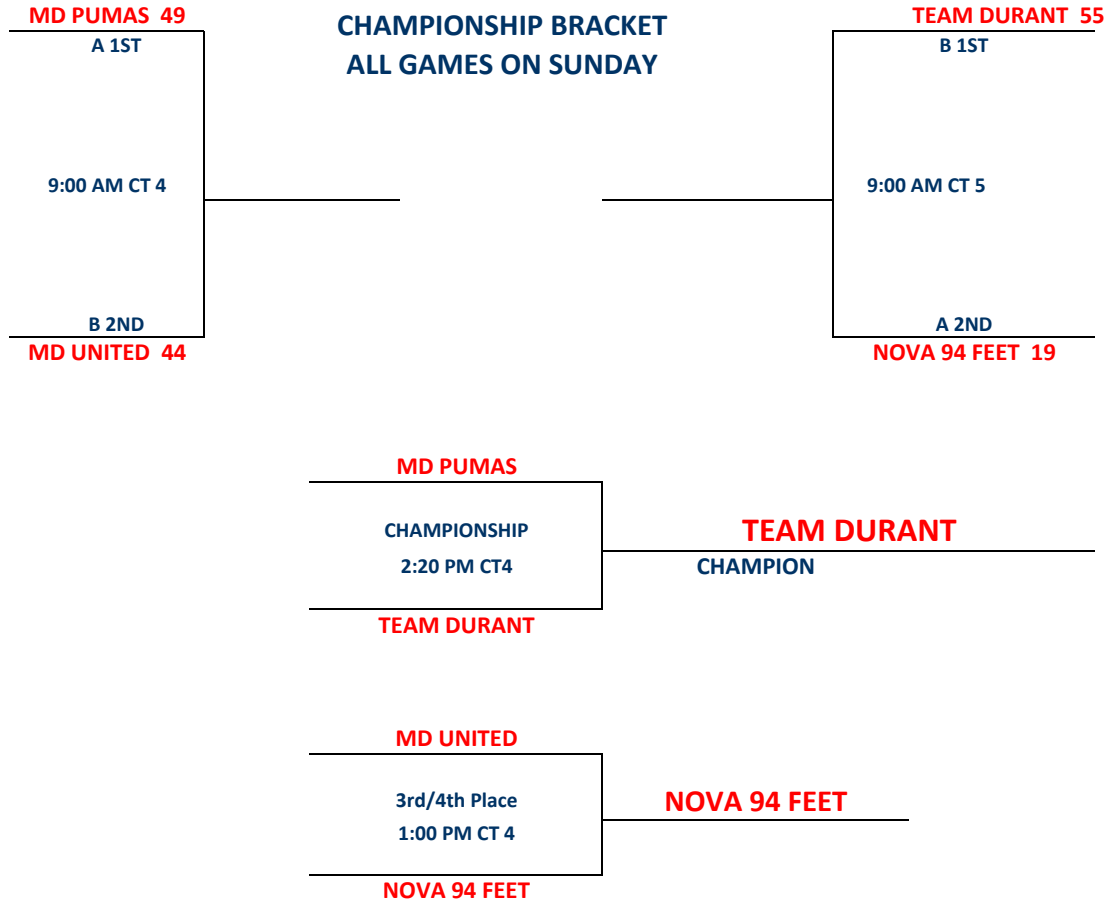 MD PUMAS 49
A 1ST
CHAMPIONSHIP BRACKET
ALL GAMES ON SUNDAY
TEAM DURANT 55
B 1ST
9:00 AM CT 4
9:00 AM CT 5
B 2ND
MD UNITED 44
A 2ND
NOVA 94 FEET 19
MD PUMAS
CHAMPIONSHIP
2:20 PM CT4
TEAM DURANT
TEAM DURANT
CHAMPION
MD UNITED
3rd/4th Place
1:00 PM CT 4
NOVA 94 FEET
NOVA 94 FEET